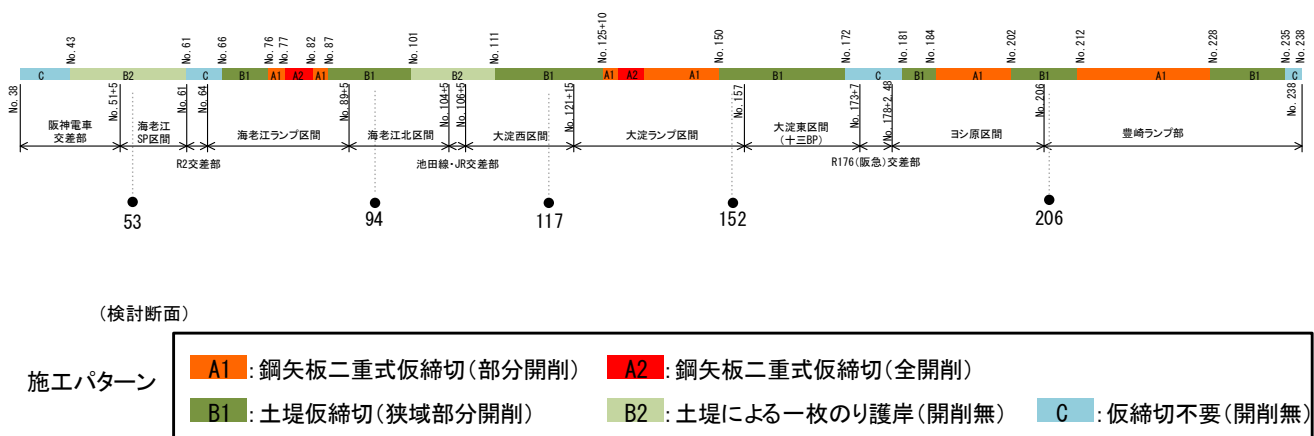 No. 43 No. 61 No. 66 No. 76 No. 77 No. 82 No. 87 No. 101 No. 111 No. 125+10 No. 150 No. 172 No. 181 No. 184 No. 202 No. 212 No. 228 No. 235 No. 238
C B2 C B1 A1 A2 A1 B1 B2 B1 A1 A2 A1 B1 C B1 A1 B1 A1 B1 C
No. 38 No. 51+5 No. 61 No. 64 No. 89+5 No. 104+5 No. 106+5 No. 121+15 No. 157 No. 173+7 No. 178+2.48 No. 206 No. 238
阪神電車
交差部
海老江
SP区間
海老江ランプ区間
海老江北区間
大淀西区間
大淀ランプ区間
大淀東区間
(十三BP)
ヨシ原区間
豊崎ランプ部
R2交差部
池田線・JR交差部
R176(阪急)交差部
53 94 117 152 206
(検討断面)
施工パターン
A1 :鋼矢板二重式仮締切(部分開削) A2 :鋼矢板二重式仮締切(全開削)
B1 :土堤仮締切(狭域部分開削) B2 :土堤による一枚のり護岸(開削無) C :仮締切不要(開削無)